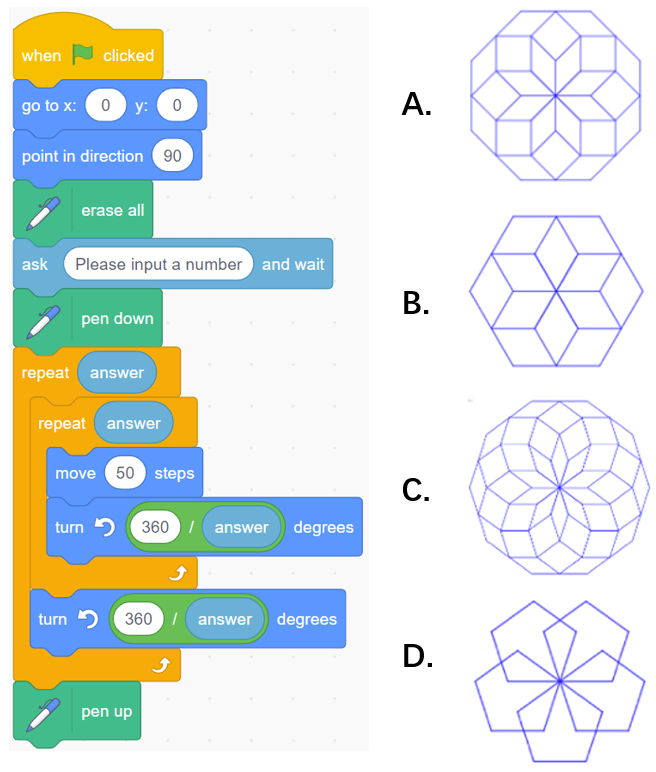 when clicked
go to x: 0 y: 0
point in direction 90
erase all
ask Please input a number and wait
pen down
repeat answer
repeat answer
move 50 steps
turn 360 / answer degrees
turn 360 / answer degrees
pen up
A.
B.
C.
D.